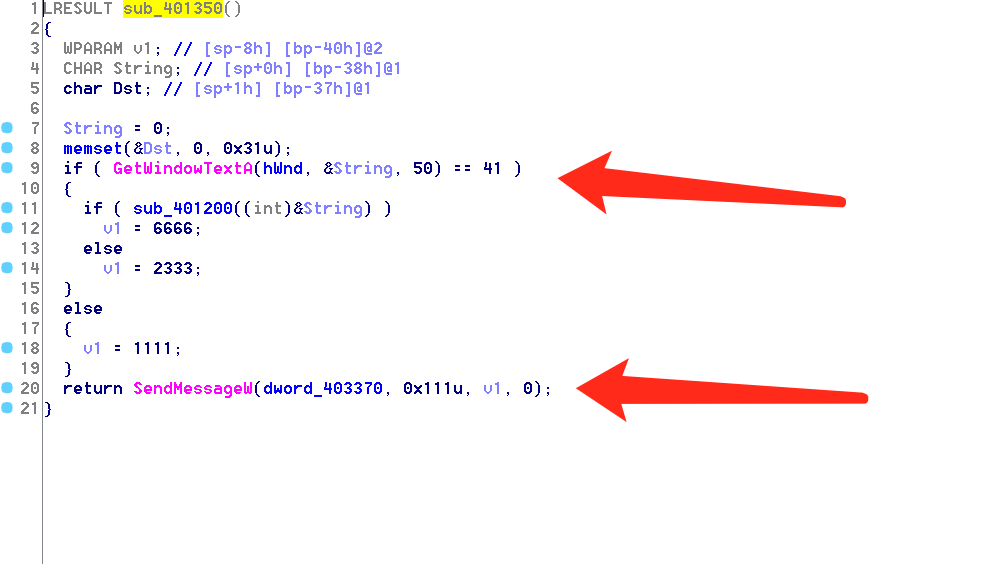 1 LRESULT sub_401350()
2 {
3 WPARAM v1; // [sp-8h] [bp-40h]@2
4 CHAR String; // [sp+0h] [bp-38h]@1
5 char Dst; // [sp+1h] [bp-37h]@1
6
7 String = 0;
8 memset(&Dst, 0, 0x31u);
9 if ( GetWindowTextA(hWnd, &String, 50) == 41 )
10 {
11 if ( sub_401200((int)&String) )
12 v1 = 6666;
13 else
14 v1 = 2333;
15 }
16 else
17 {
18 v1 = 1111;
19 }
20 return SendMessageW(dword_403370, 0x111u, v1, 0);
21 }